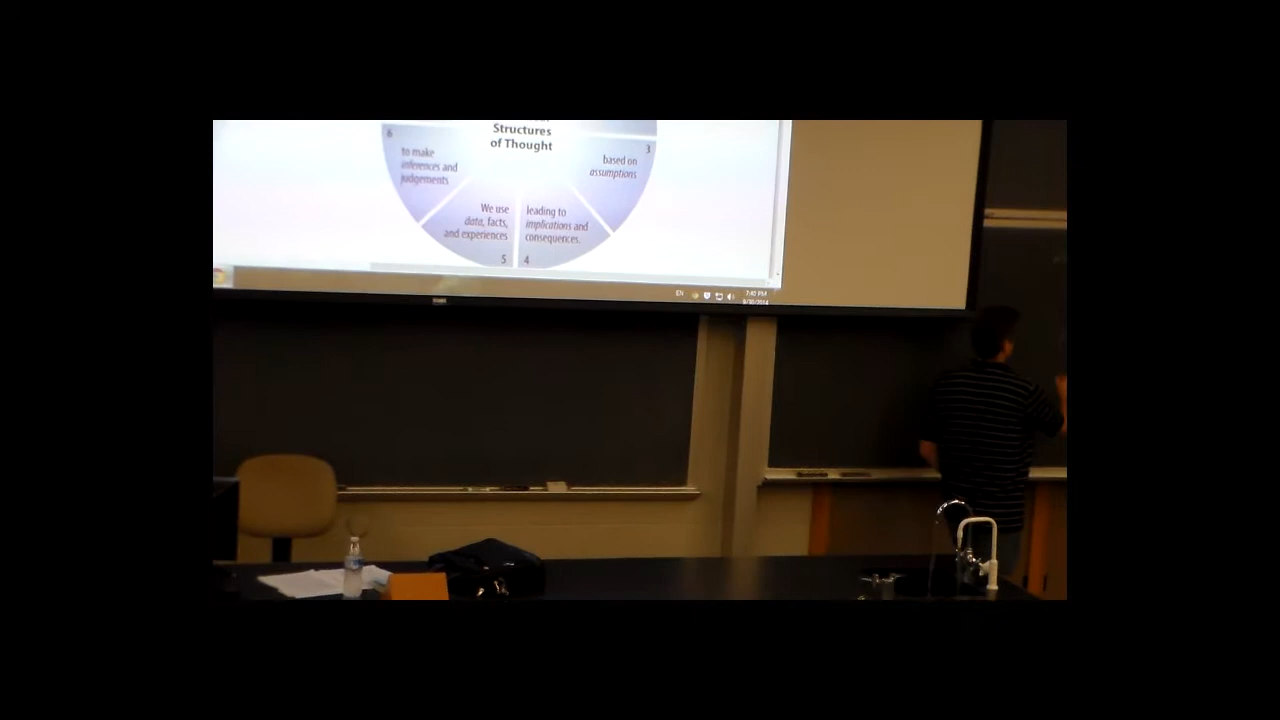 Structures
of Thought
6
to make
inferences and
judgements
3
based on
assumptions
We use
data, facts,
and experiences
5
leading to
implications and
consequences.
4
EN
7:40 PM